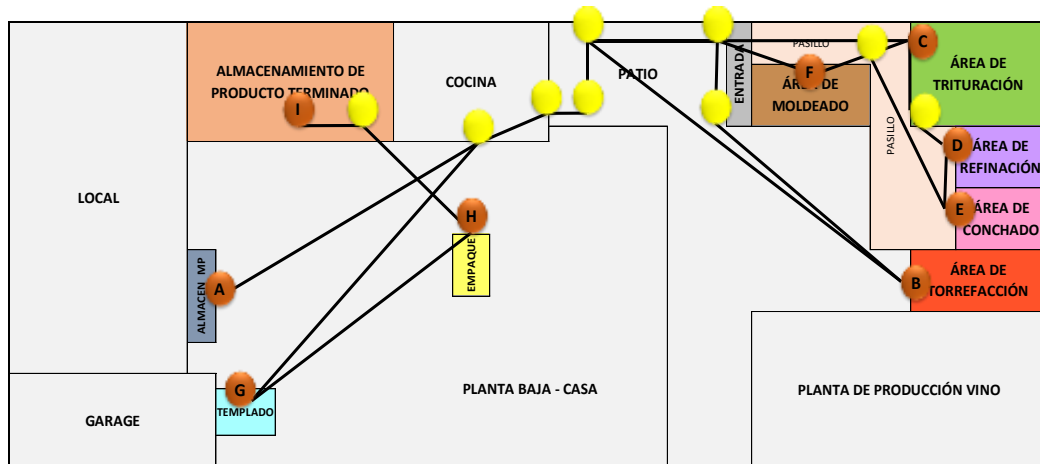 ALMACENAMIENTO DE
PRODUCTO TERMINADO
I
COCINA
PATIO
ENTRADA
PASILLO
F
ÁREA DE
MOLDEADO
PASILLO
C
ÁREA DE
TRITURACIÓN
D
ÁREA DE
REFINACIÓN
E
ÁREA DE
CONCHADO
B
ÁREA DE
TORREFACCIÓN
LOCAL
A
ALMACEN MP
H
EMPAQUE
G
TEMPLADO
GARAGE
PLANTA BAJA - CASA
PLANTA DE PRODUCCIÓN VINO